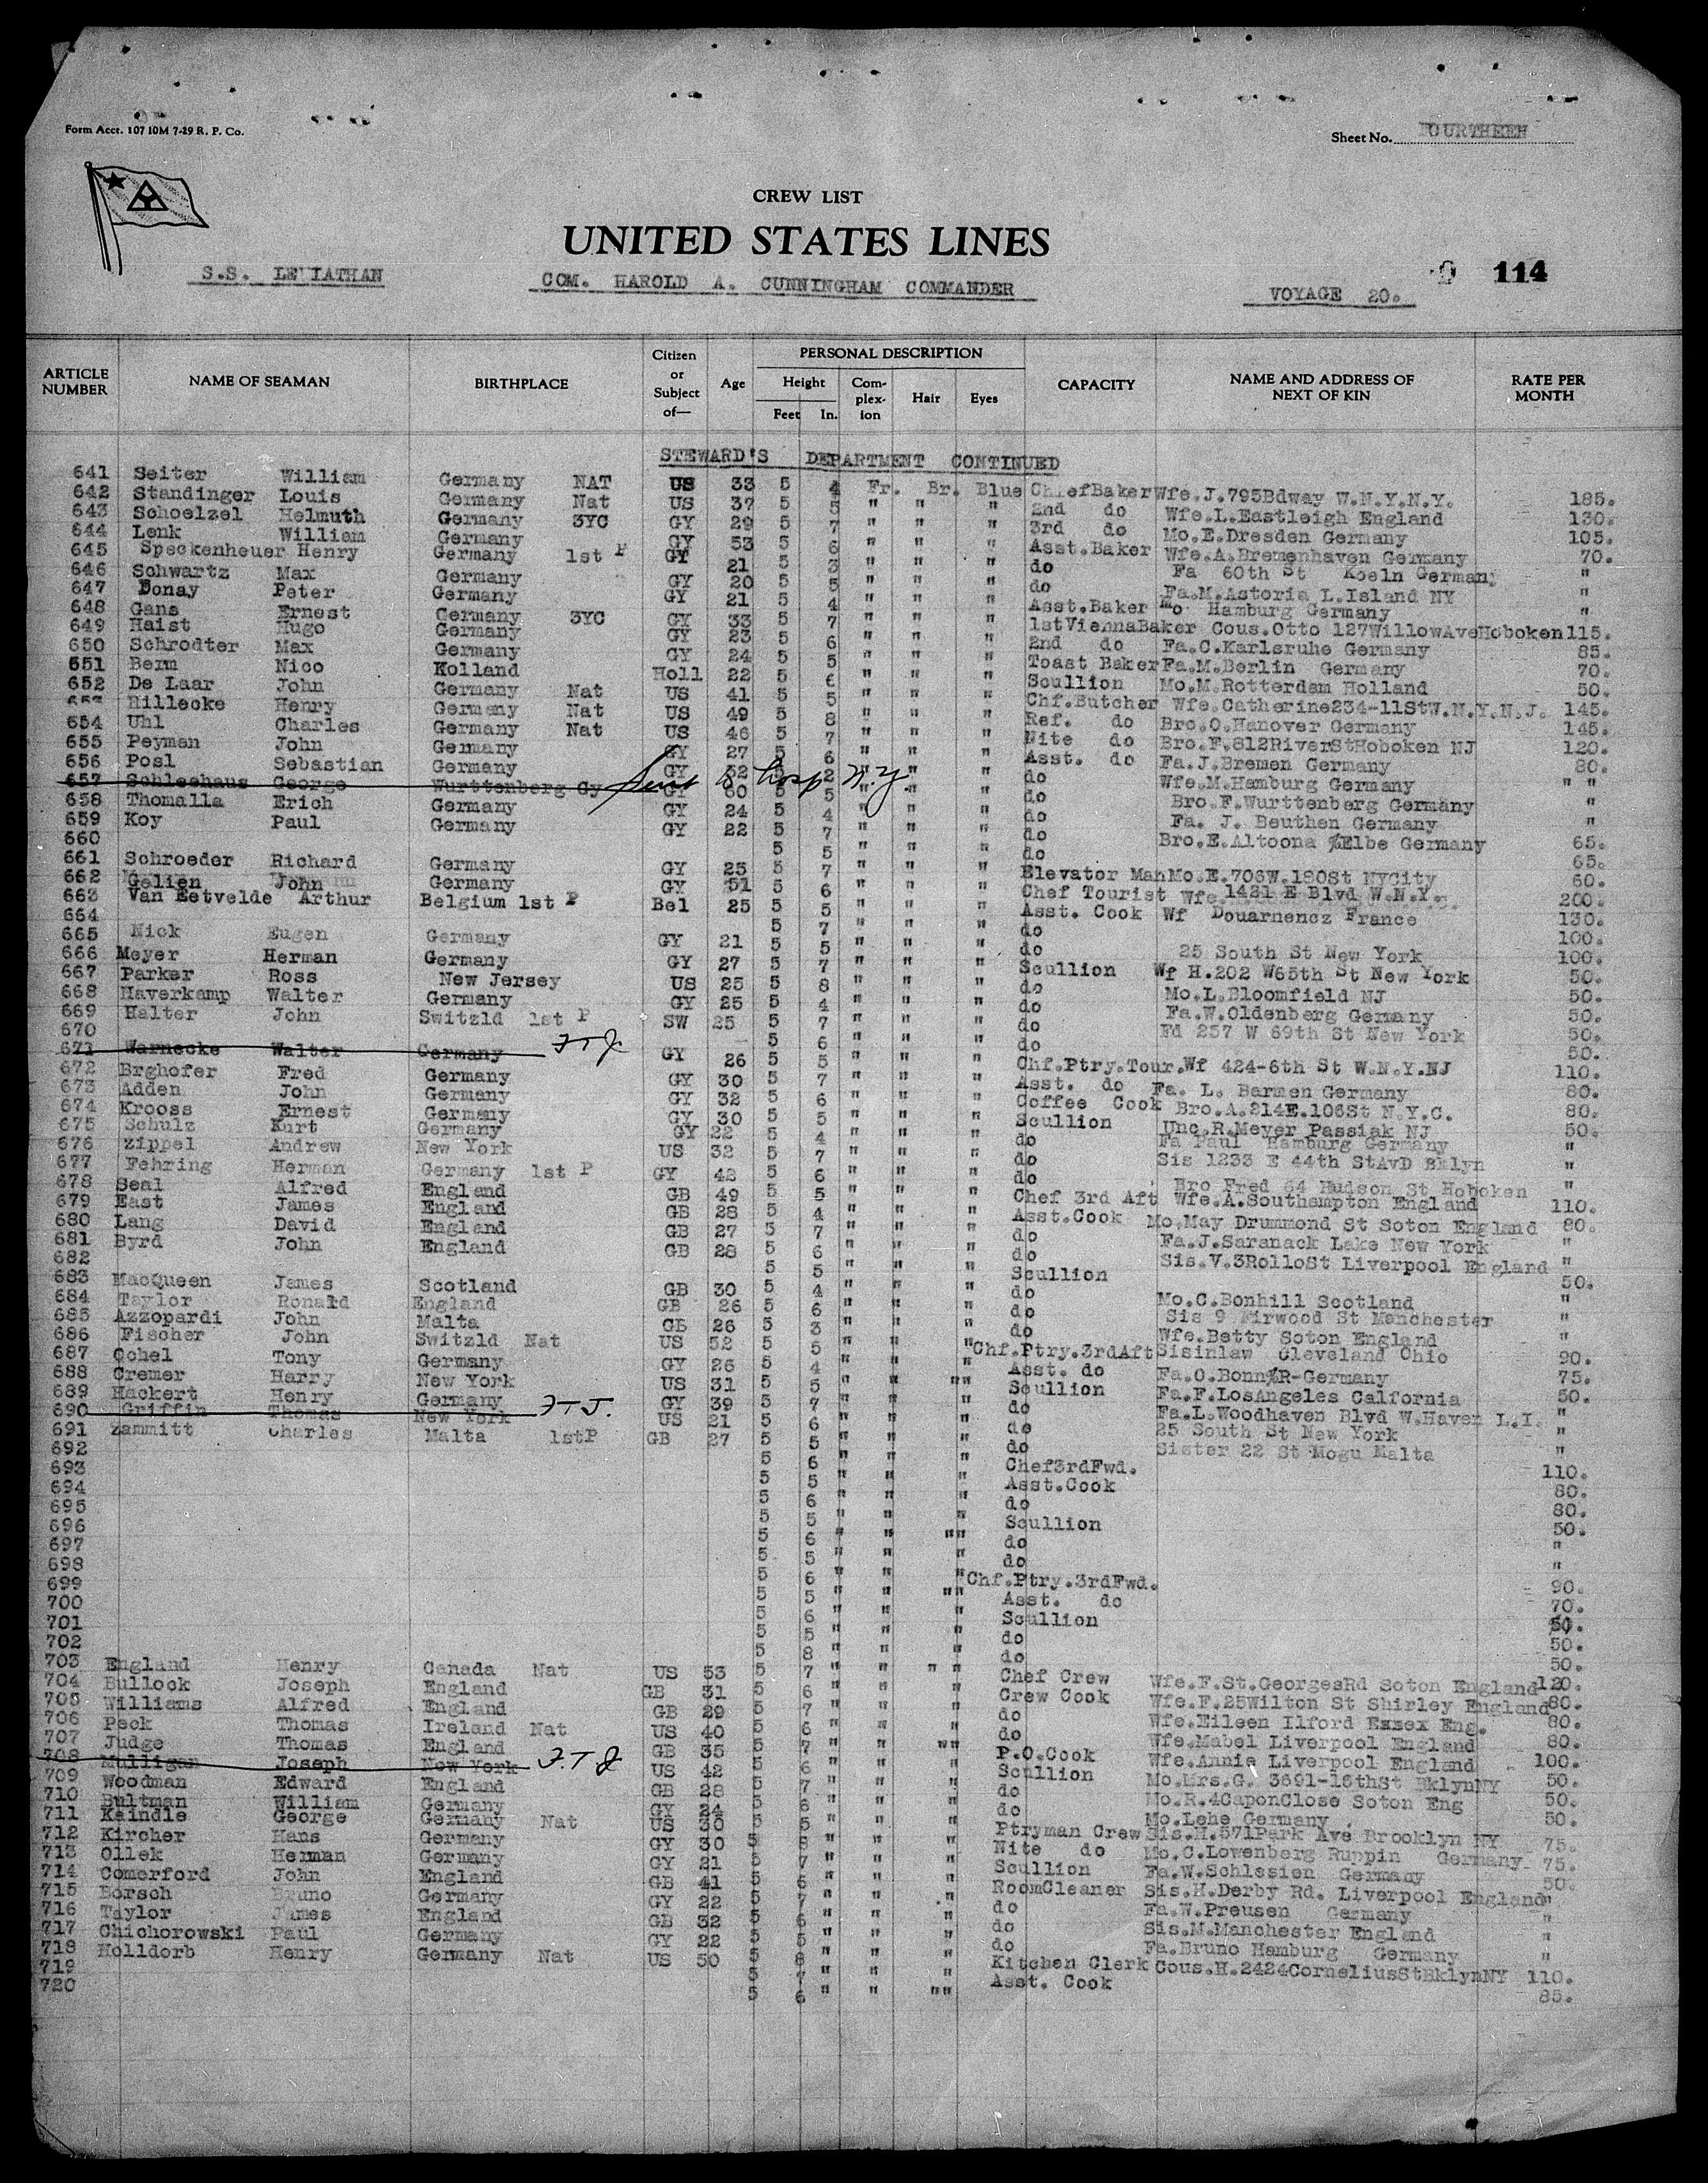 Form Acct. 107 10M 7-29 R. P. Co.
Sheet No. FOURTHEEN
CREW LIST
UNITED STATES LINES
S.S. LEVIATHAN COM. HAROLD A. CUNNINGHAM COMMANDER VOYAGE 20. 114
ARTICLE NUMBER NAME OF SEAMAN BIRTHPLACE Citizen or Subject of— Age PERSONAL DESCRIPTION Height Feet In. Complexion Hair Eyes CAPACITY NAME AND ADDRESS OF NEXT OF KIN RATE PER MONTH
STEWARD'S DEPARTMENT CONTINUED
641 Seiter William Germany NAT US 33 5 4 Fr. Br. Blue ChiefBaker Wfe.J.795Bdway W.N.Y.N.Y. 185.
642 Standinger Louis Germany Nat US 37 5 5 " " " 2nd do Wfe.L.Eastleigh England 130.
643 Schoelzel Helmuth Germany 3YC GY 29 5 7 " " " 3rd do Mo.E.Dresden Germany 105.
644 Lenk William Germany GY 53 5 6 " " " Asst.Baker Wfe.A.Bremenhaven Germany 70.
645 Speckenheuer Henry Germany 1st P GY 21 5 3 " " " do Fa 60th St Koeln Germany "
646 Schwartz Max Germany GY 20 5 5 " " " do Fa.M.Astoria L.Island NY "
647 Donay Peter Germany GY 21 5 4 " " " Asst.Baker Mo Hamburg Germany "
648 Gans Ernest Germany 3YC GY 33 5 7 " " " 1stViennaBaker Cous.Otto 127WillowAveHoboken 115.
649 Haist Hugo Germany GY 23 5 6 " " " 2nd do Fa.C.Karlsruhe Germany 85.
650 Schrodter Max Germany GY 24 5 5 " " " Toast Baker Fa.M.Berlin Germany 70.
651 Berm Nico Kolland Holl 22 5 6 " " " Scullion Mo.M.Rotterdam Holland 50.
652 De Laar John Germany Nat US 41 5 5 " " " Chf.Butcher Wfe.Catherine234-11StW.N.Y.N.J. 145.
653 Hillecke Henry Germany Nat US 49 5 8 " " " Ref. do Bro.O.Hanover Germany 145.
654 Uhl Charles Germany Nat US 46 5 7 " " " Nite do Bro.F.812RiverStHoboken NJ 120.
655 Peyman John Germany GY 27 5 6 " " " Asst. do Fa.J.Bremen Germany 80.
656 Posl Sebastian Germany GY 32 5 2 " " " do Wfe.M.Hamburg Germany " "
657 Schleehaus George Wurttenberg Gy Sent to Hosp N.Y. GY 60 5 5 " " " do Bro.F.Wurttenberg Germany "
658 Thomalla Erich Germany GY 24 5 4 " " " do Fa. J. Beuthen Germany "
659 Koy Paul Germany GY 22 5 7 " " " do Bro.E.Altoona %Elbe Germany 65.
660 5 5 " " " do 65.
661 Schroeder Richard Germany GY 25 5 7 " " " Elevator Man Mo.E.706W.180St NYCity 60.
662 Gelien John Germany GY 51 5 6 " " " Chef Tourist Wfe.1421 E Blvd W.N.Y. 200.
663 Van Eetvelde Arthur Belgium 1st P Bel 25 5 5 " " " Asst. Cook Wf Douarnenez France 130.
664 5 7 " " " do 100.
665 Nick Eugen Germany GY 21 5 5 " " " do 25 South St New York 100.
666 Meyer Herman Germany GY 27 5 7 " " " Scullion Wf H.202 W65th St New York 50.
667 Parker Ross New Jersey US 25 5 8 " " " do Mo.L.Bloomfield NJ 50.
668 Haverkamp Walter Germany GY 25 5 4 " " " do Fa.W.Oldenberg Germany 50.
669 Halter John Switzld 1st P SW 25 5 7 " " " do Fd 257 W 69th St New York 50.
670 5 6 " " " do 50.
671 Warnecke Walter Germany F T J GY 26 5 5 " " " Chf.Ptry.Tour. Wf 424-6th St W.N.Y.NJ 110.
672 Brghofer Fred Germany GY 30 5 7 " " " Asst. do Fa. L. Barmen Germany 80.
673 Adden John Germany GY 32 5 6 " " " Coffee Cook Bro.A.214E.106St N.Y.C. 80.
674 Krooss Ernest Germany GY 30 5 5 " " " Scullion Unc.R.Meyer Passiak NJ 50.
675 Schulz Kurt Germany GY 22 5 4 " " " do Fa Paul Hamburg Germany "
676 Zippel Andrew New York US 32 5 7 " " " do Sis 1233 E 44th StAvD Bklyn "
677 Fehring Herman Germany 1st P GY 42 5 6 " " " do Bro Fred 64 Hudson St Hoboken "
678 Seal Alfred England GB 49 5 5 " " " Chef 3rd Aft Wfe.A.Southampton England 110.
679 East James England GB 28 5 4 " " " Asst.Cook Mo.May Drummond St Soton England 80.
680 Lang David England GB 27 5 7 " " " do Fa.J.Saranack Lake New York "
681 Byrd John England GB 28 5 6 " " " do Sis.V.3RolloSt Liverpool England "
682 5 5 " " " Scullion 50.
683 MacQueen James Scotland GB 30 5 4 " " " do Mo.C.Bonhill Scotland "
684 Taylor Ronald England GB 26 5 6 " " " do Sis 9 Firwood St Manchester "
685 Azzopardi John Malta GB 26 5 3 " " " do Wfe.Betty Soton England "
686 Fischer John Switzld Nat US 52 5 5 " " " Chf.Ptry.3rdAft Sisinlaw Cleveland Ohio 90.
687 Ochel Tony Germany GY 26 5 4 " " " Asst. do Fa.O.Bonn%R-Germany 75.
688 Cremer Harry New York US 31 5 5 " " "" Scullion Fa.F.LosAngeles Calfornia 50.
689 Hackert Henry Germany GY 39 5 7 " " " do Fa.L.Woodhaven Blvd W.Haven L.I. "
690 Griffin Thomas New York F T J. US 21 5 6 " " " do 25 South St New York "
691 Zammitt Charles Malta 1stP GB 27 5 5 " " " do Sister 22 St Mogu Malta "
692 5 6 " " " Chef3rdFwd. 110.
693 5 5 " " " Asst.Cook 80.
694 5 6 " " " do 80.
695 5 5 " " " Scullion 50.
696 5 6 " " "" do "
697 5 5 " " " do "
698 5 6 " " " Chf.Ptry.3rdFwd. 90.
699 5 5 " " "" Asst. do 70.
700 5 6 " " " Scullion 50.
701 5 5 " " " do 50.
702 5 8 " " " do 50.
703 England Henry Canada Nat US 53 5 7 " " " " Chef Crew Wfe.F.St.GeorgesRd Soton England 120.
704 Bullock Joseph England GB 31 5 6 " " " Crew Cook Wfe.F.25Wilton St Shirley England 80.
705 Williams Alfred England GB 29 5 7 " " " do Wfe.Eileen Ilford Essex Eng. 80.
706 Peck Thomas Ireland Nat US 40 5 6 " " " do Wfe.Mabel Liverpool England 80.
707 Judge Thomas England GB 35 5 7 " " "" P.O.Cook Wfe.Annie Liverpool England 100.
708 Mulligan Joseph New York F.T J US 42 5 6 " " " Scullion Mo.Mrs.G. 3691-16thSt BklynNY 50.
709 Woodman Edward England GB 28 5 7 " " " do Mo.R.4CaponClose Soton Eng 50.
710 Bultman William Germany GY 24 5 6 " " " do Mo.Lehe Germany 50.
711 Kaindle George Germany Nat US 30 5 5 " " " Ptryman Crew Sis.H.571Park Ave Brooklyn NY 75.
712 Kircher Hans Germany GY 30 5 8 " " " Nite do Mo.C.Lowenberg Ruppin Germany 75.
713 Ollek Herman Germany GY 21 5 7 " " " Scullion Fa.W.Schlesien Germany 50.
714 Comerford John England GB 41 5 6 " " " RoomCleaner Sis.H.Derby Rd. Liverpool England "
715 Borsch Bruno Germany GY 22 5 7 " " " do Fa.W.Preusen Germany "
716 Taylor James England GB 32 5 6 " " " do Sis.M.Manchester England "
717 Chichorowski Paul Germany GY 22 5 5 " " " do Fa.Bruno Hamburg Germany "
718 Holldorb Henry Germany Nat US 50 5 8 " " " Kitchen Clerk Cous.H.2424CorneliusStBklynNY 110.
719 5 7 " " " Asst. Cook 85.
720 5 6 " " ""